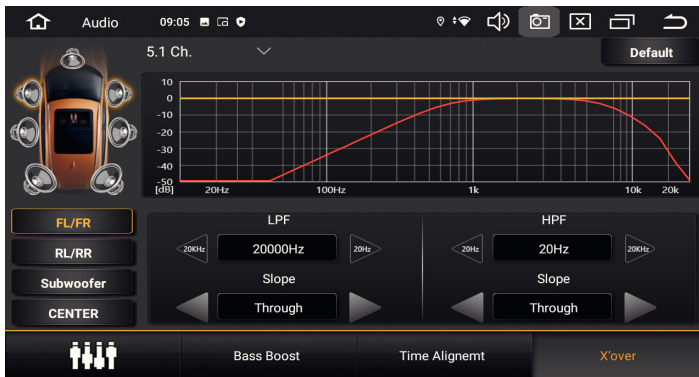 Audio 09:05
5.1 Ch. Default
10
0
-10
-20
-30
-40
-50
[dB] 20Hz 100Hz 1k 10k 20k
FL/FR
RL/RR
Subwoofer
CENTER
LPF
20KHz 20000Hz 20Hz
Slope
Through
HPF
20Hz 20Hz 20KHz
Slope
Through
Bass Boost Time Alignemt X'over